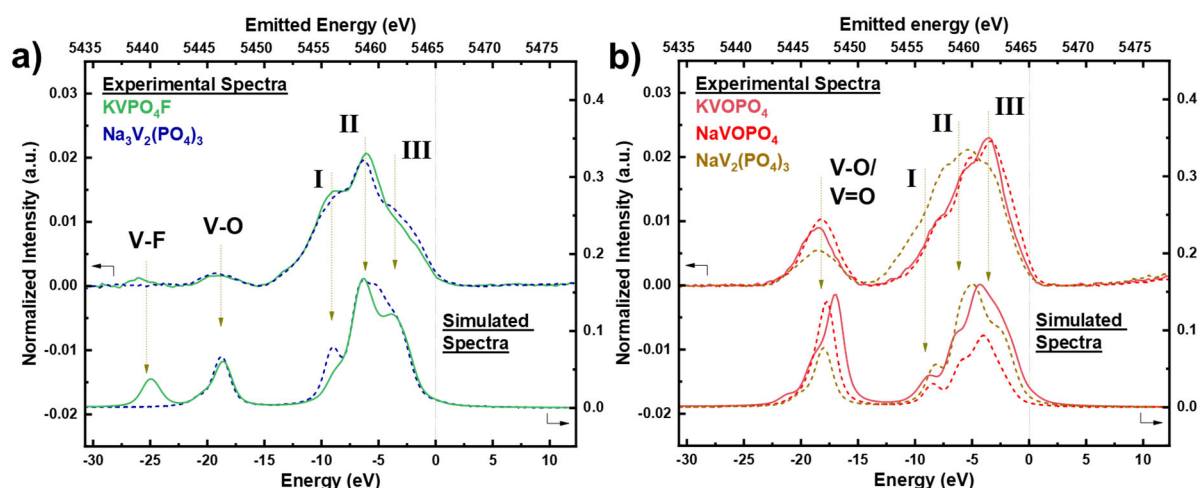 a)
Emitted Energy (eV)
5435 5440 5445 5450 5455 5460 5465 5470 5475
Experimental Spectra
KVPO₄F
Na₃V₂(PO₄)₃
I
II
III
V-F
V-O
Simulated
Spectra
Normalized Intensity (a.u.)
0.03
0.02
0.01
0.00
-0.01
-0.02
0.4
0.3
0.2
0.1
0.0
-30 -25 -20 -15 -10 -5 0 5 10
Energy (eV)
b)
Emitted energy (eV)
5435 5440 5445 5450 5455 5460 5465 5470 5475
Experimental Spectra
KVOPO₄
NaVOPO₄
NaV₂(PO₄)₃
V-O/
V=O
I
II
III
Simulated
Spectra
Normalized Intensity (a.u.)
0.03
0.02
0.01
0.00
-0.01
-0.02
0.4
0.3
0.2
0.1
0.0
-30 -25 -20 -15 -10 -5 0 5 10
Energy (eV)